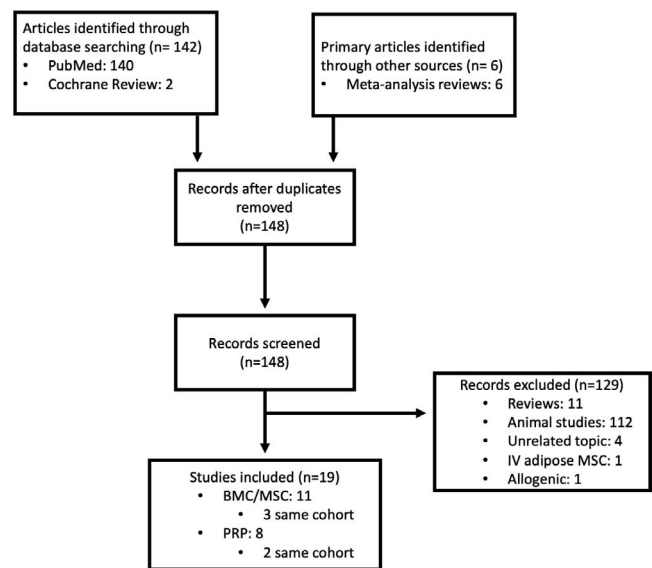 Articles identified through
database searching (n= 142)
• PubMed: 140
• Cochrane Review: 2
Primary articles identified
through other sources (n= 6)
• Meta-analysis reviews: 6
Records after duplicates
removed
(n=148)
Records screened
(n=148)
Records excluded (n=129)
• Reviews: 11
• Animal studies: 112
• Unrelated topic: 4
• IV adipose MSC: 1
• Allogenic: 1
Studies included (n=19)
• BMC/MSC: 11
• 3 same cohort
• PRP: 8
• 2 same cohort